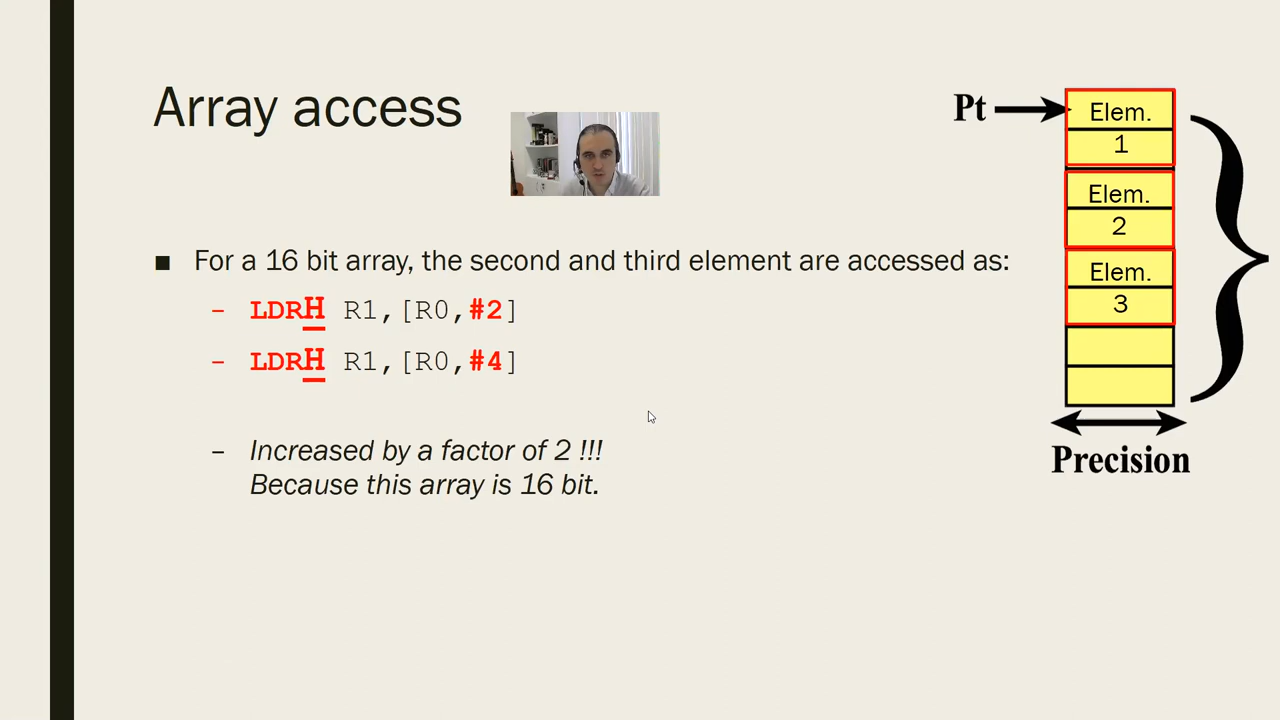 Array access
■ For a 16 bit array, the second and third element are accessed as:
– LDRH R1,[R0,#2]
– LDRH R1,[R0,#4]
– Increased by a factor of 2 !!!
Because this array is 16 bit.
Pt
Elem.
1
Elem.
2
Elem.
3
Precision